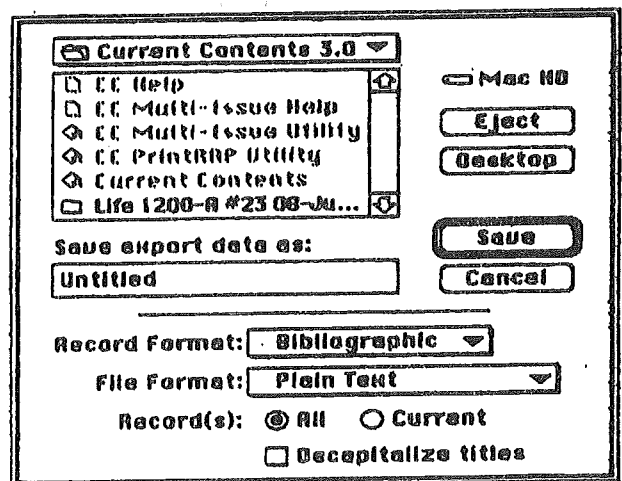 Current Contents 3.0
CC Help
CC Multi-Issue Help
CC Multi-Issue Utility
CC PrintRRP Utility
Current Contents
Life 1200-A #23 08-Ju...
Mac HD
Eject
Desktop
Save export data as:
Untitled
Save
Cancel
Record Format: Bibliographic
File Format: Plain Text
Record(s): All Current
Decapitalize titles